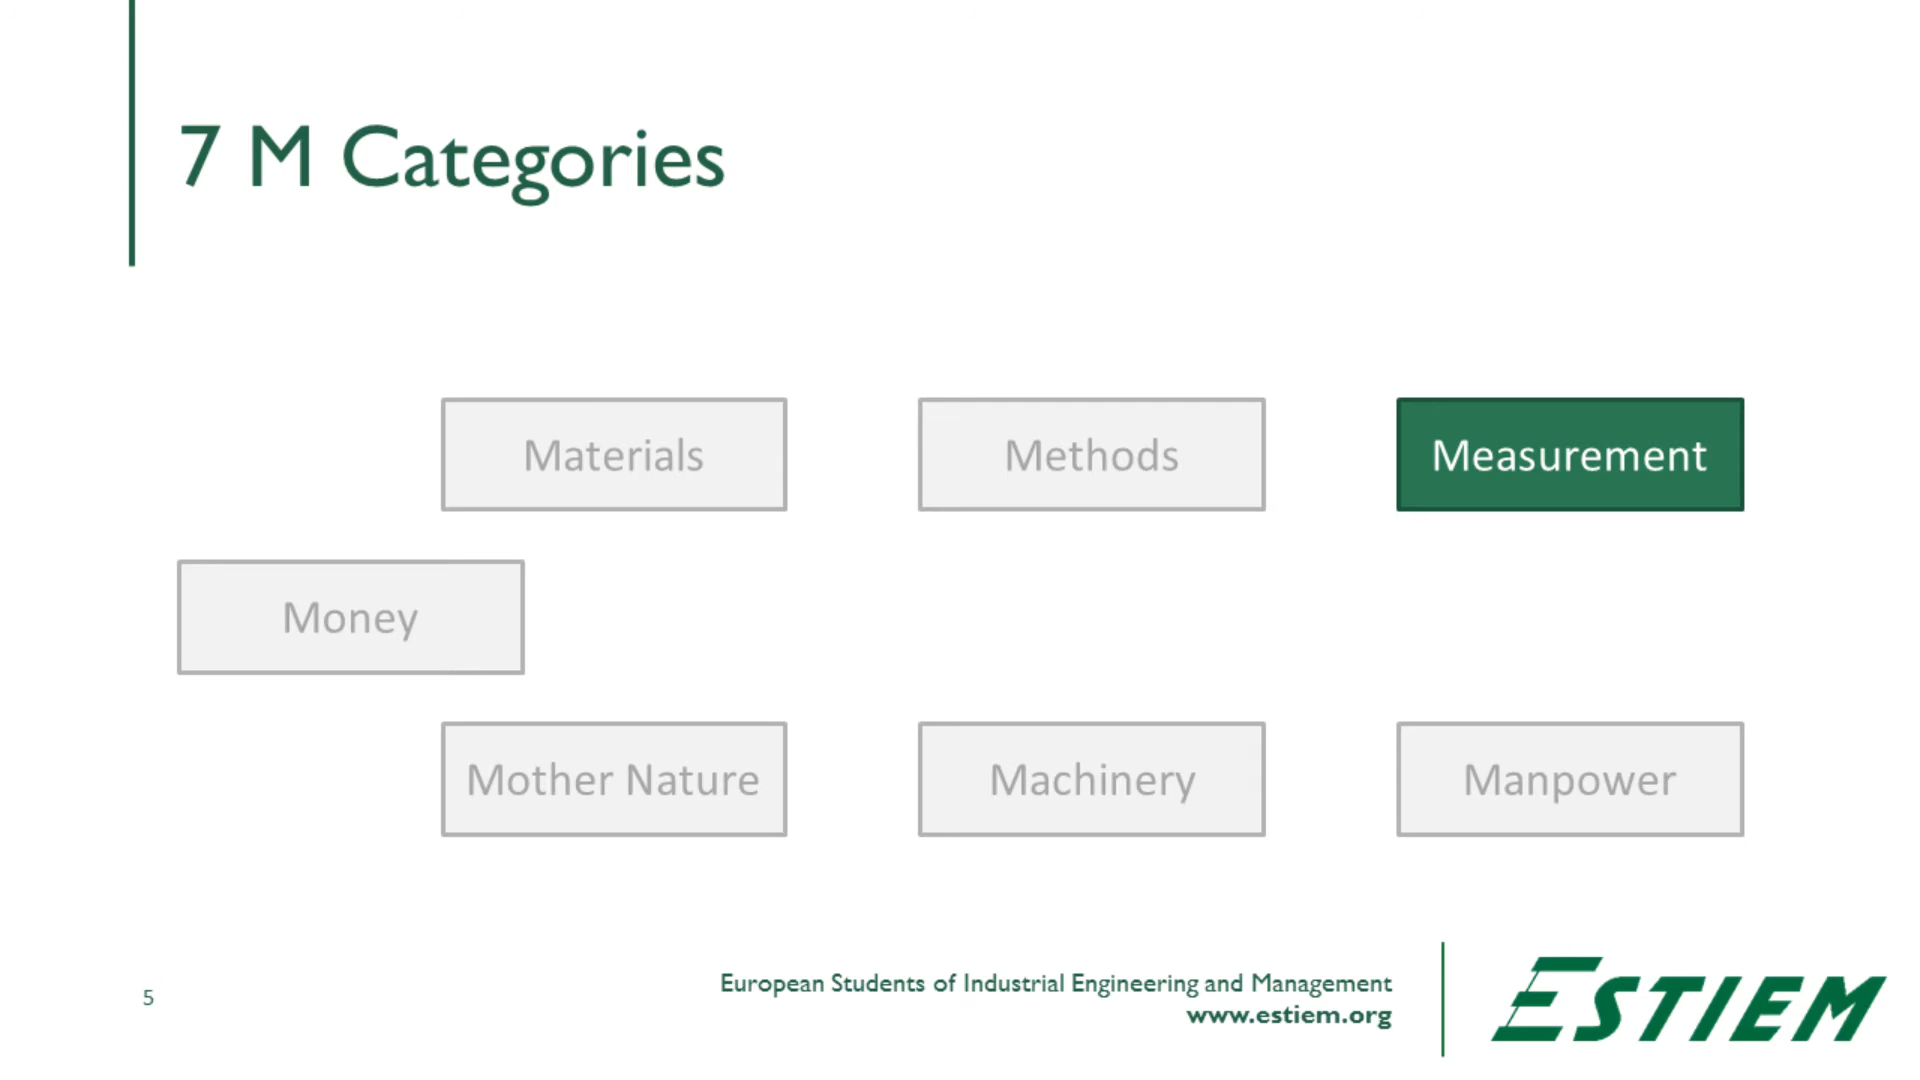 7 M Categories
Materials
Methods
Measurement
Money
Mother Nature
Machinery
Manpower
5
European Students of Industrial Engineering and Management
www.estiem.org
ESTIEM